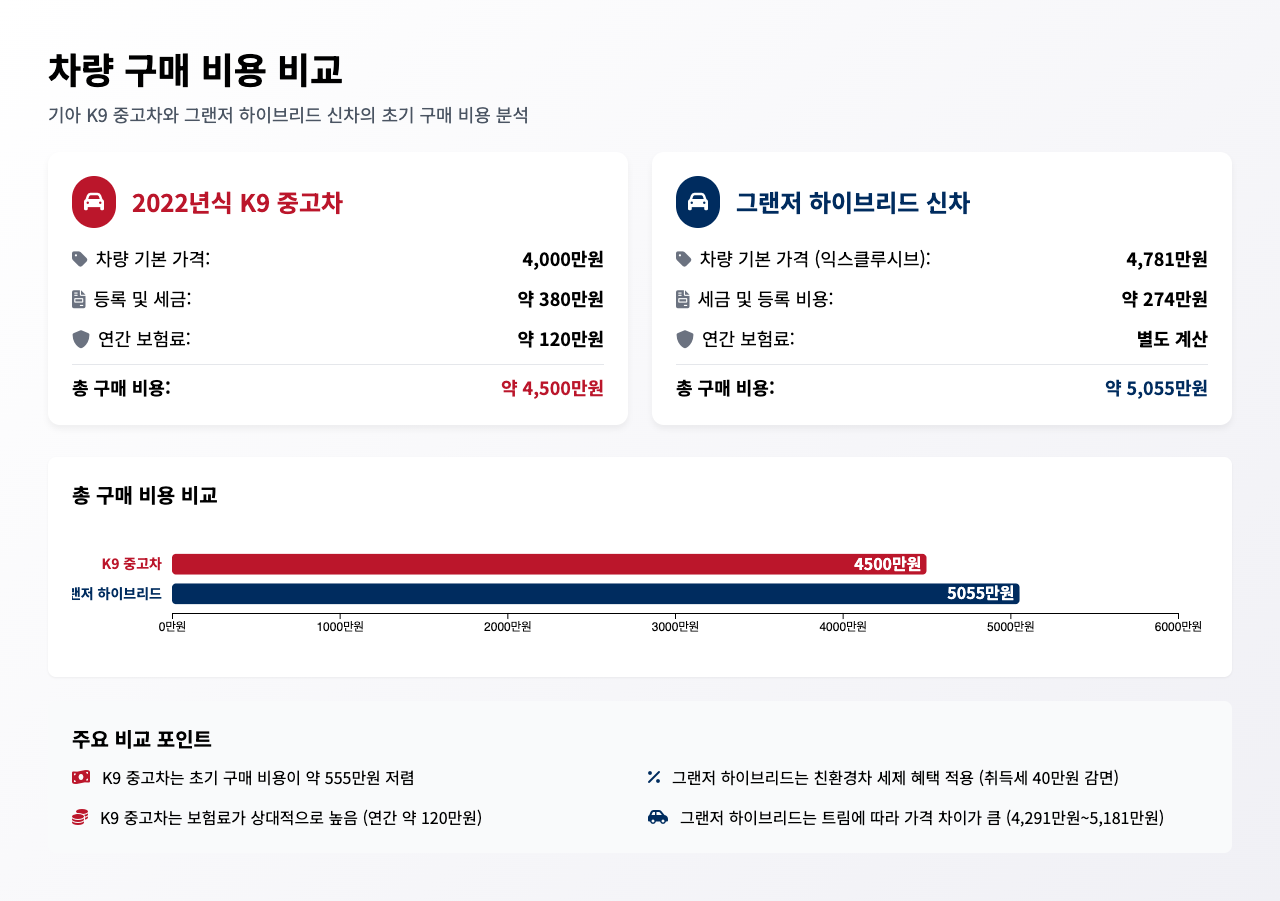 차량 구매 비용 비교
기아 K9 중고차와 그랜저 하이브리드 신차의 초기 구매 비용 분석
2022년식 K9 중고차
차량 기본 가격: 4,000만원
등록 및 세금: 약 380만원
연간 보험료: 약 120만원
총 구매 비용: 약 4,500만원
그랜저 하이브리드 신차
차량 기본 가격 (익스클루시브): 4,781만원
세금 및 등록 비용: 약 274만원
연간 보험료: 별도 계산
총 구매 비용: 약 5,055만원
총 구매 비용 비교
K9 중고차 4500만원
랜저 하이브리드 5055만원
0만원 1000만원 2000만원 3000만원 4000만원 5000만원 6000만원
주요 비교 포인트
K9 중고차는 초기 구매 비용이 약 555만원 저렴
그랜저 하이브리드는 친환경차 세제 혜택 적용 (취득세 40만원 감면)
K9 중고차는 보험료가 상대적으로 높음 (연간 약 120만원)
그랜저 하이브리드는 트림에 따라 가격 차이가 큼 (4,291만원~5,181만원)